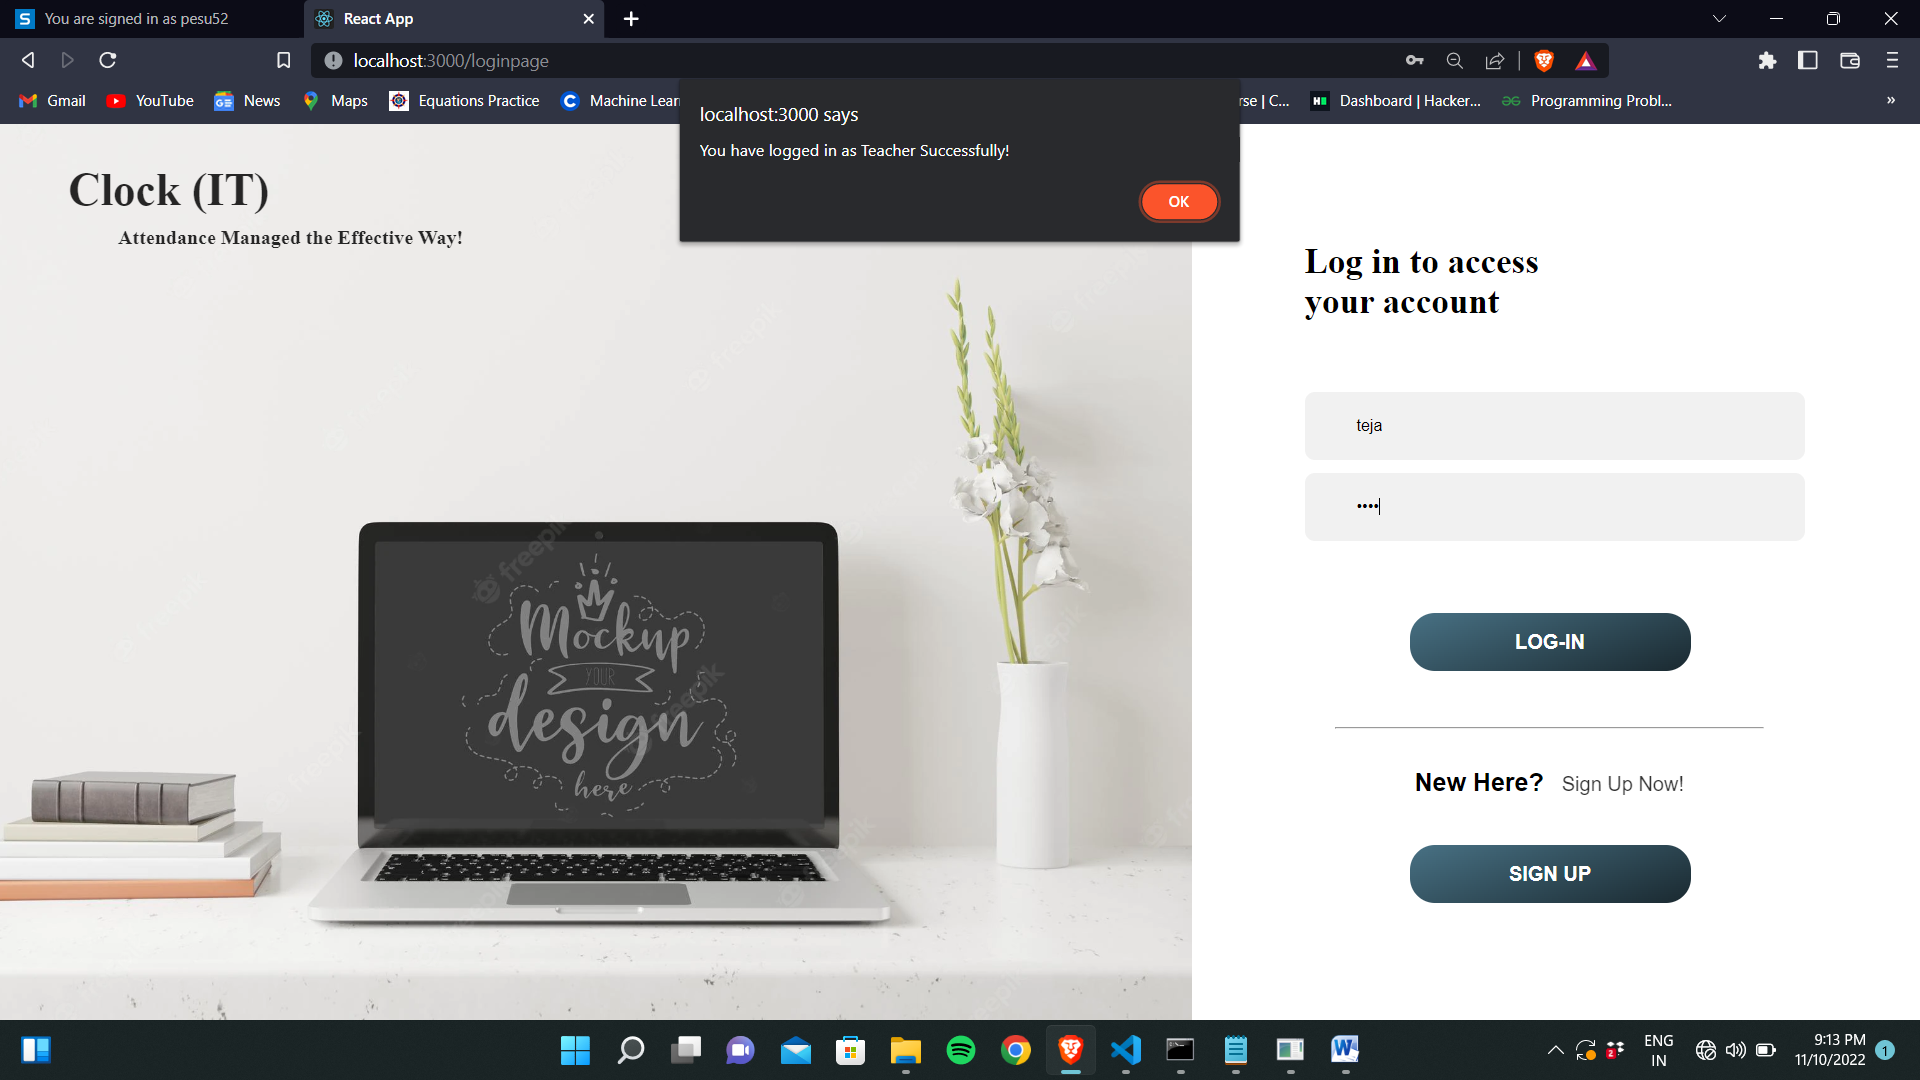 You are signed in as pesu52
React App
localhost:3000/loginpage
Gmail
YouTube
News
Maps
Equations Practice
Machine Lear
rse | C...
Dashboard | Hacker...
Programming Probl...
»
localhost:3000 says
You have logged in as Teacher Successfully!
OK
Clock (IT)
Attendance Managed the Effective Way!
Log in to access
your account
teja
••••
LOG-IN
New Here? Sign Up Now!
SIGN UP
Mockup
YOUR
design
here
freepik
freepik
ENG
IN
9:13 PM
11/10/2022
1